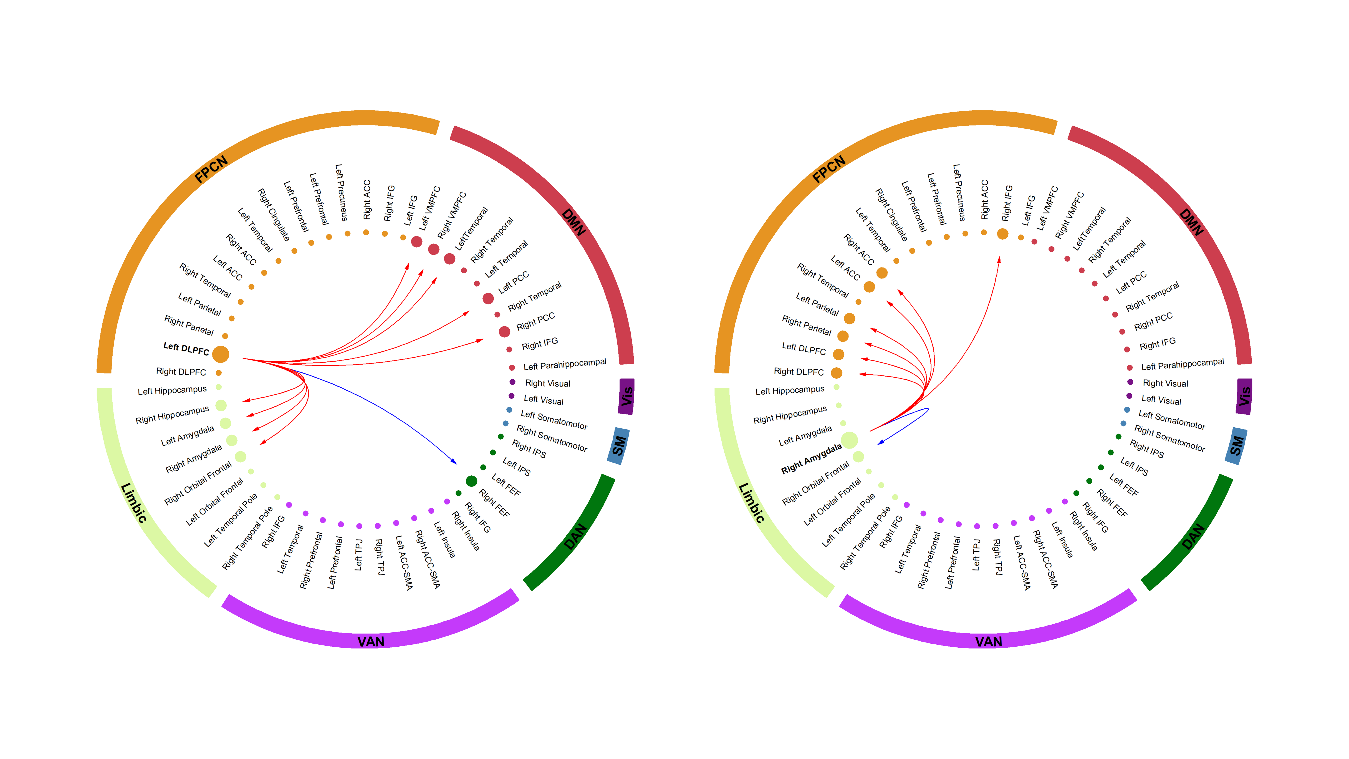 FPCN
DMN
Vis
SM
DAN
VAN
Limbic
Left Precuneus
Left Prefrontal
Left Prefrontal
Right Cingulate
Left Temporal
Right ACC
Left ACC
Right Temporal
Left Parietal
Right Parietal
Left DLPFC
Right DLPFC
Left Hippocampus
Right Hippocampus
Left Amygdala
Right Amygdala
Right Orbital Frontal
Left Orbital Frontal
Left Temporal Pole
Right Temporal Pole
Right IFG
Left Temporal
Right Prefrontal
Left Prefrontal
Left TPJ
Right TPJ
Left ACC-SMA
Right ACC-SMA
Left Insula
Right Insula
Right IFG
Right FEF
Left FEF
Left IPS
Right IPS
Right Somatomotor
Left Somatomotor
Left Visual
Right Visual
Left Parahippocampal
Right IFG
Right PCC
Right Temporal
Left PCC
Left Temporal
Right Temporal
LeftTemporal
Right VMPFC
Left VMPFC
Left IFG
Right IFG
Right ACC
FPCN
DMN
Vis
SM
DAN
VAN
Limbic
Left Precuneus
Left Prefrontal
Left Prefrontal
Right Cingulate
Left Temporal
Right ACC
Left ACC
Right Temporal
Left Parietal
Right Parietal
Left DLPFC
Right DLPFC
Left Hippocampus
Right Hippocampus
Left Amygdala
Right Amygdala
Right Orbital Frontal
Left Orbital Frontal
Left Temporal Pole
Right Temporal Pole
Right IFG
Left Temporal
Right Prefrontal
Left Prefrontal
Left TPJ
Right TPJ
Left ACC-SMA
Right ACC-SMA
Left Insula
Right Insula
Right IFG
Right FEF
Left FEF
Left IPS
Right IPS
Right Somatomotor
Left Somatomotor
Left Visual
Right Visual
Left Parahippocampal
Right IFG
Right PCC
Right Temporal
Left PCC
Left Temporal
Right Temporal
LeftTemporal
Right VMPFC
Left VMPFC
Left IFG
Right IFG
Right ACC